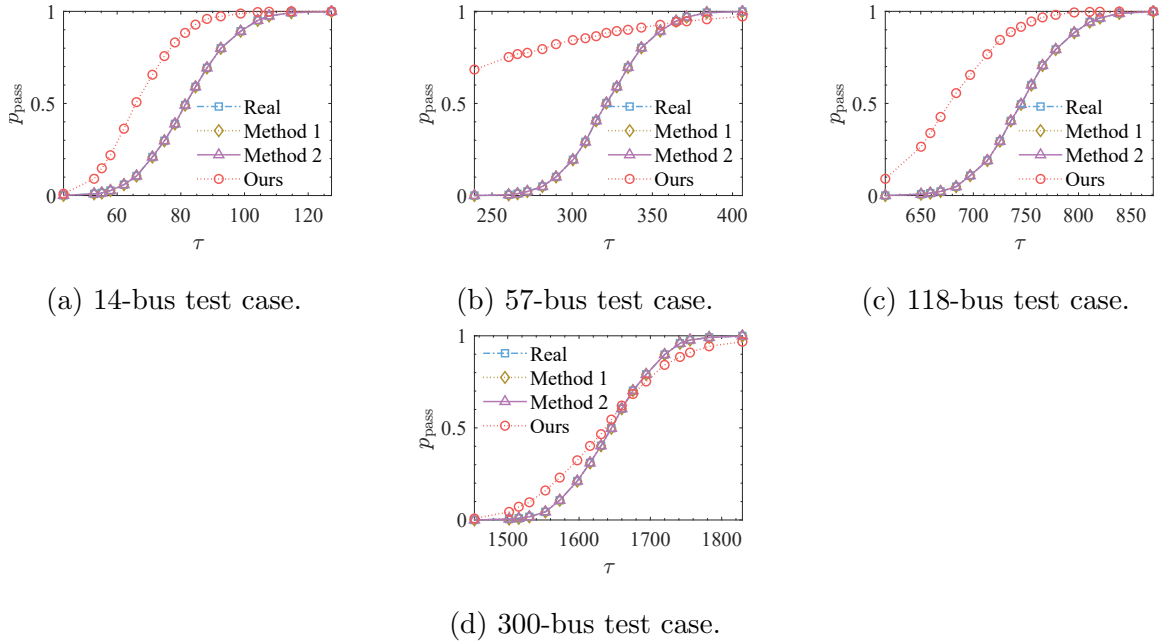 1
0.5
0
p_pass
Real
Method 1
Method 2
Ours
60 80 100 120
τ
(a) 14-bus test case.
1
0.5
0
p_pass
Real
Method 1
Method 2
Ours
240 300 350 400
τ
(b) 57-bus test case.
1
0.5
0
p_pass
Real
Method 1
Method 2
Ours
650 700 750 800 850
τ
(c) 118-bus test case.
1
0.5
0
p_pass
Real
Method 1
Method 2
Ours
1500 1600 1700 1800
τ
(d) 300-bus test case.